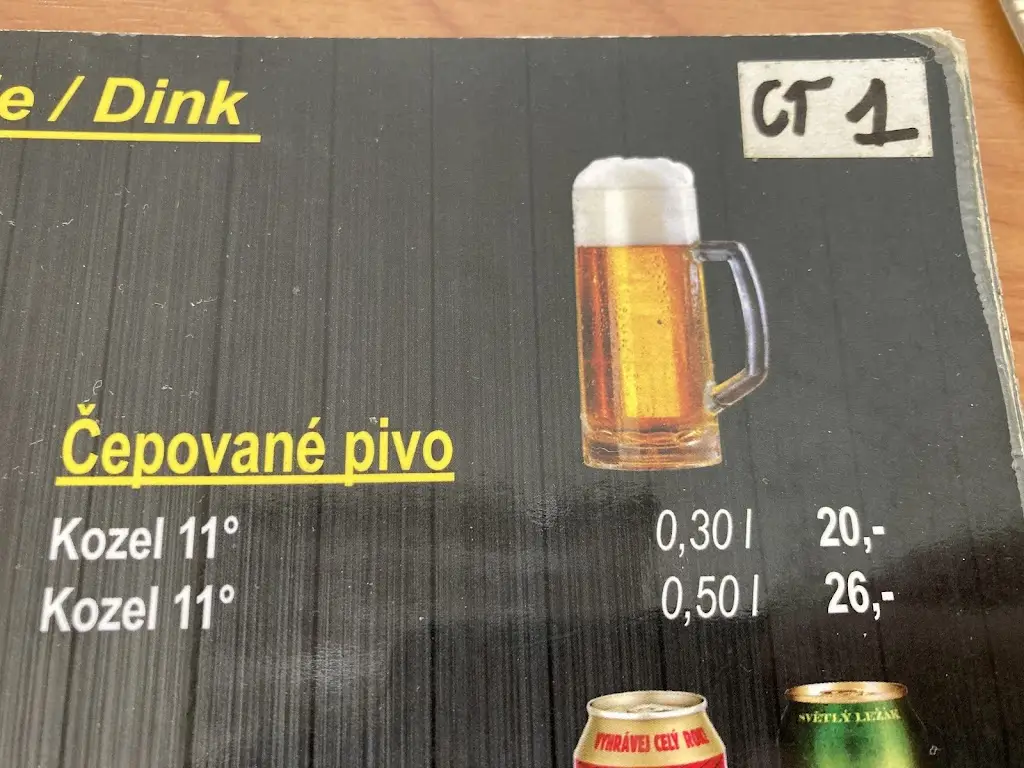 e / Dink
CT 1
Čepované pivo
Kozel 11° 0,30 l 20,-
Kozel 11° 0,50 l 26,-
VYHRÁVEJ CELÝ ROK!
SVĚTLÝ LEŽÁK